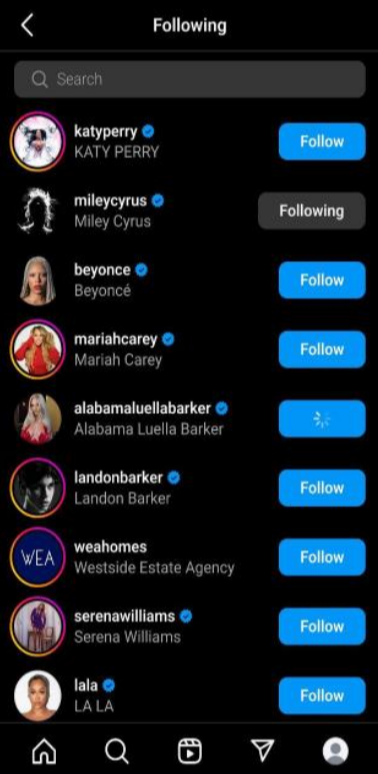 Following
Search
katyperry
KATY PERRY
Follow
mileycyrus
Miley Cyrus
Following
beyonce
Beyoncé
Follow
mariahcarey
Mariah Carey
Follow
alabamaluellabarker
Alabama Luella Barker
landonbarker
Landon Barker
Follow
WEA
weahomes
Westside Estate Agency
Follow
serenawilliams
Serena Williams
Follow
lala
LA LA
Follow